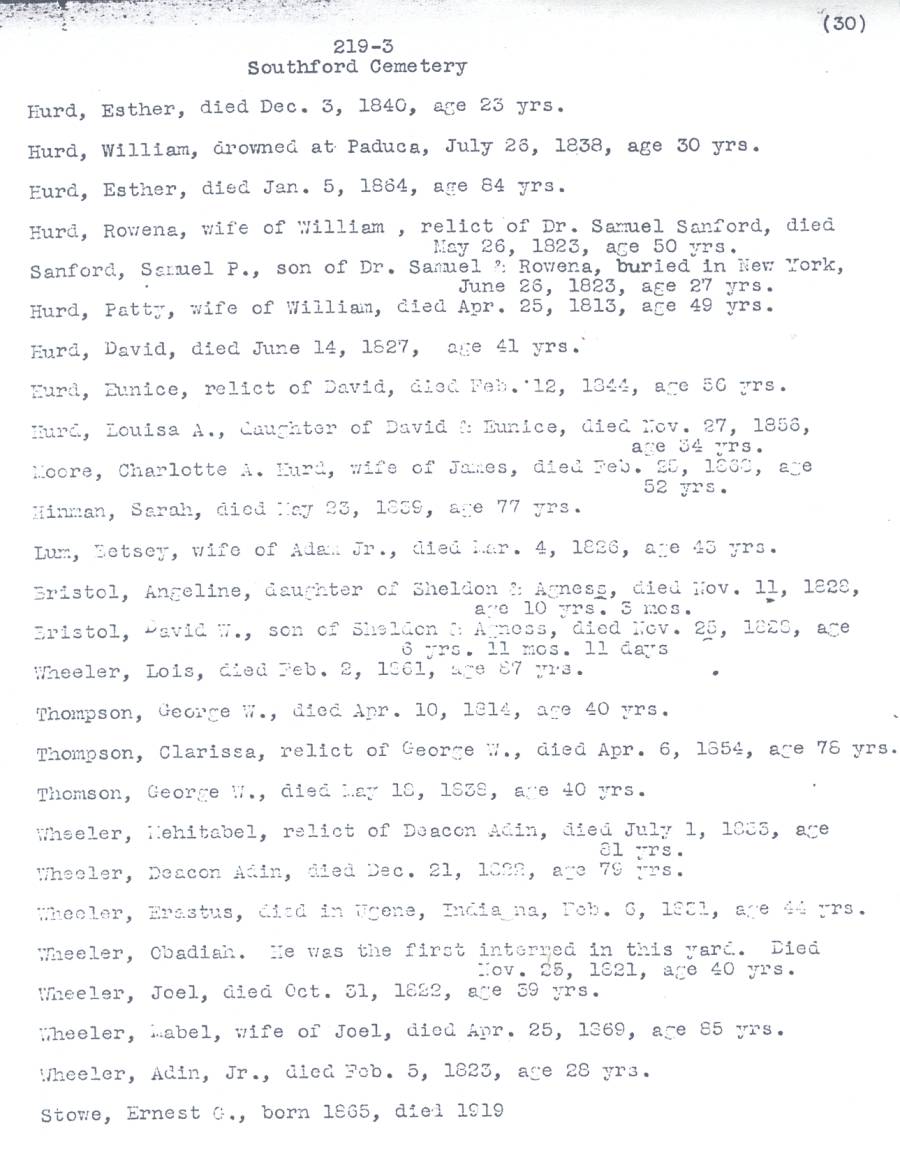 (30)
219-3
Southford Cemetery
Hurd, Esther, died Dec. 3, 1840, age 23 yrs.
Hurd, William, drowned at Paduca, July 26, 1838, age 30 yrs.
Hurd, Esther, died Jan. 5, 1864, age 84 yrs.
Hurd, Rowena, wife of William , relict of Dr. Samuel Sanford, died
May 26, 1823, age 50 yrs.
Sanford, Samuel P., son of Dr. Samuel & Rowena, buried in New York,
June 26, 1823, age 27 yrs.
Hurd, Patty, wife of William, died Apr. 25, 1813, age 49 yrs.
Hurd, David, died June 14, 1827, age 41 yrs.
Hurd, Eunice, relict of David, died Feb. 12, 1844, age 56 yrs.
Hurd, Louisa A., daughter of David & Eunice, died Nov. 27, 1856,
age 34 yrs.
Moore, Charlotte A. Hurd, wife of James, died Feb. age
52 yrs.
Hinman, Sarah, died May 23, 1839, age 77 yrs.
Lum, Betsey, wife of Adam Jr., died Mar. 4, 1826, age 43 yrs.
Bristol, Angeline, daughter of Sheldon & Agness, died Nov. 11, 1828,
age 10 yrs. 3 mos.
Bristol, David W., son of Sheldon & Agness, died Nov. 1828, age
6 yrs. 11 mos. 11 days
Wheeler, Lois, died Feb. 2, 1861, age 87 yrs.
Thompson, George W., died Apr. 10, 1814, age 40 yrs.
Thompson, Clarissa, relict of George W., died Apr. 6, 1854, age 78 yrs.
Thomson, George W., died May 18, 1838, age 40 yrs.
Wheeler, Mehitabel, relict of Deacon Adin, died July 1, 1833, age
81 yrs.
Wheeler, Deacon Adin, died Dec. 21, age 79 yrs.
Wheeler, Erastus, died in Ugene, India na, Feb. 6, age 44 yrs.
Wheeler, Obadiah. He was the first interred in this yard. Died
Nov. 25, 1821, age 40 yrs.
Wheeler, Joel, died Oct. 31, 1822, age 39 yrs.
Wheeler, Mabel, wife of Joel, died Apr. 25, 1869, age 85 yrs.
Wheeler, Adin, Jr., died Feb. 5, 1823, age 28 yrs.
Stowe, Ernest G., born 1865, died 1919